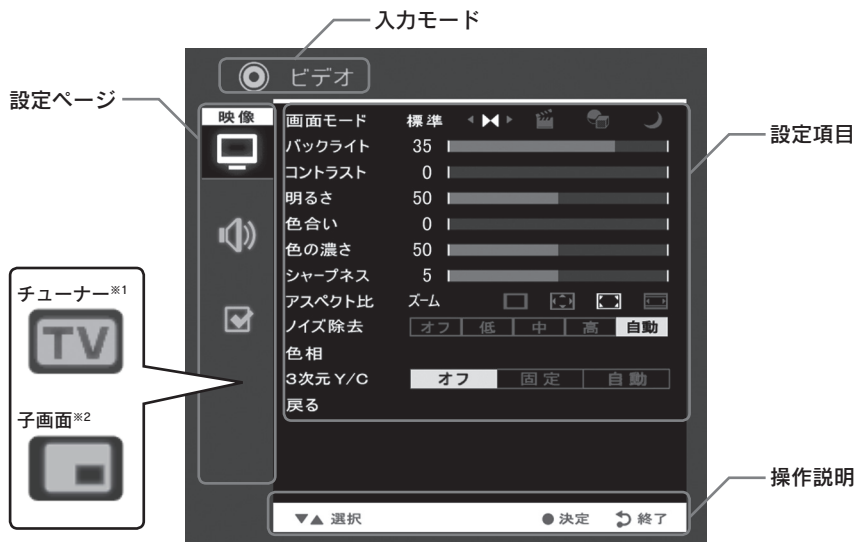 入力モード
ビデオ
設定ページ
映像
設定項目
画面モード 標準
バックライト 35
コントラスト 0
明るさ 50
色合い 0
色の濃さ 50
シャープネス 5
アスペクト比 ズーム
ノイズ除去 オフ 低 中 高 自動
色相
3次元Y/C オフ 固定 自動
戻る
チューナー※1
TV
子画面※2
操作説明
▼▲ 選択 ● 決定 ⮌ 終了